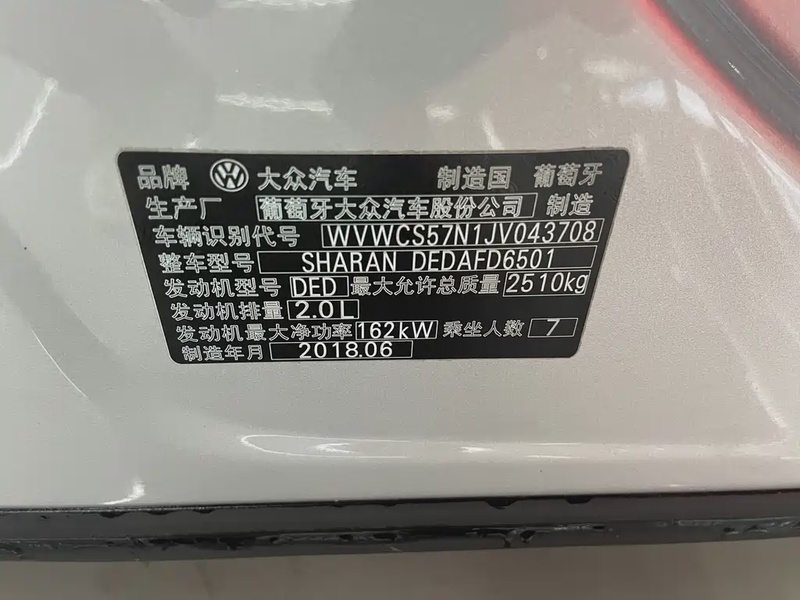 品牌 大众汽车 制造国 葡萄牙
生产厂 葡萄牙大众汽车股份公司 制造
车辆识别代号 WVWCS57N1JV043708
整车型号 SHARAN DEDAFD6501
发动机型号 DED 最大允许总质量 2510kg
发动机排量 2.0L
发动机最大净功率 162kW 乘坐人数 7
制造年月 2018.06